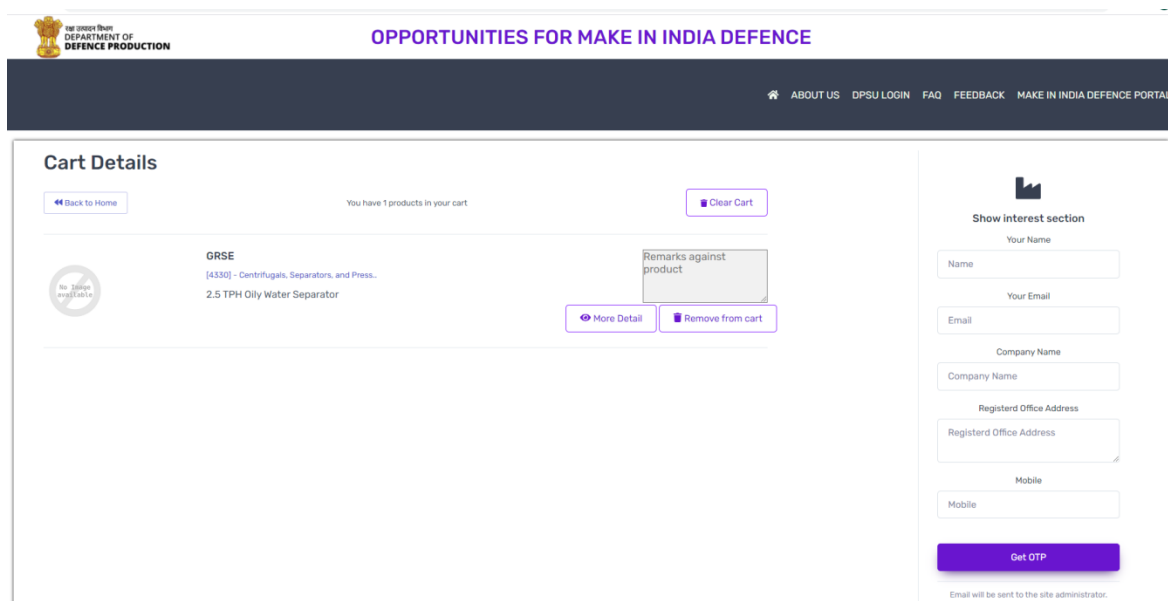 रक्षा उत्पादन विभाग
DEPARTMENT OF
DEFENCE PRODUCTION
OPPORTUNITIES FOR MAKE IN INDIA DEFENCE
ABOUT US DPSU LOGIN FAQ FEEDBACK MAKE IN INDIA DEFENCE PORTAL
Cart Details
Back to Home
You have 1 products in your cart
Clear Cart
GRSE
[4330] - Centrifugals, Separators, and Press..
2.5 TPH Oily Water Separator
No Image
available
Remarks against
product
More Detail
Remove from cart
Show interest section
Your Name
Name
Your Email
Email
Company Name
Company Name
Registerd Office Address
Registerd Office Address
Mobile
Mobile
Get OTP
Email will be sent to the site administrator.